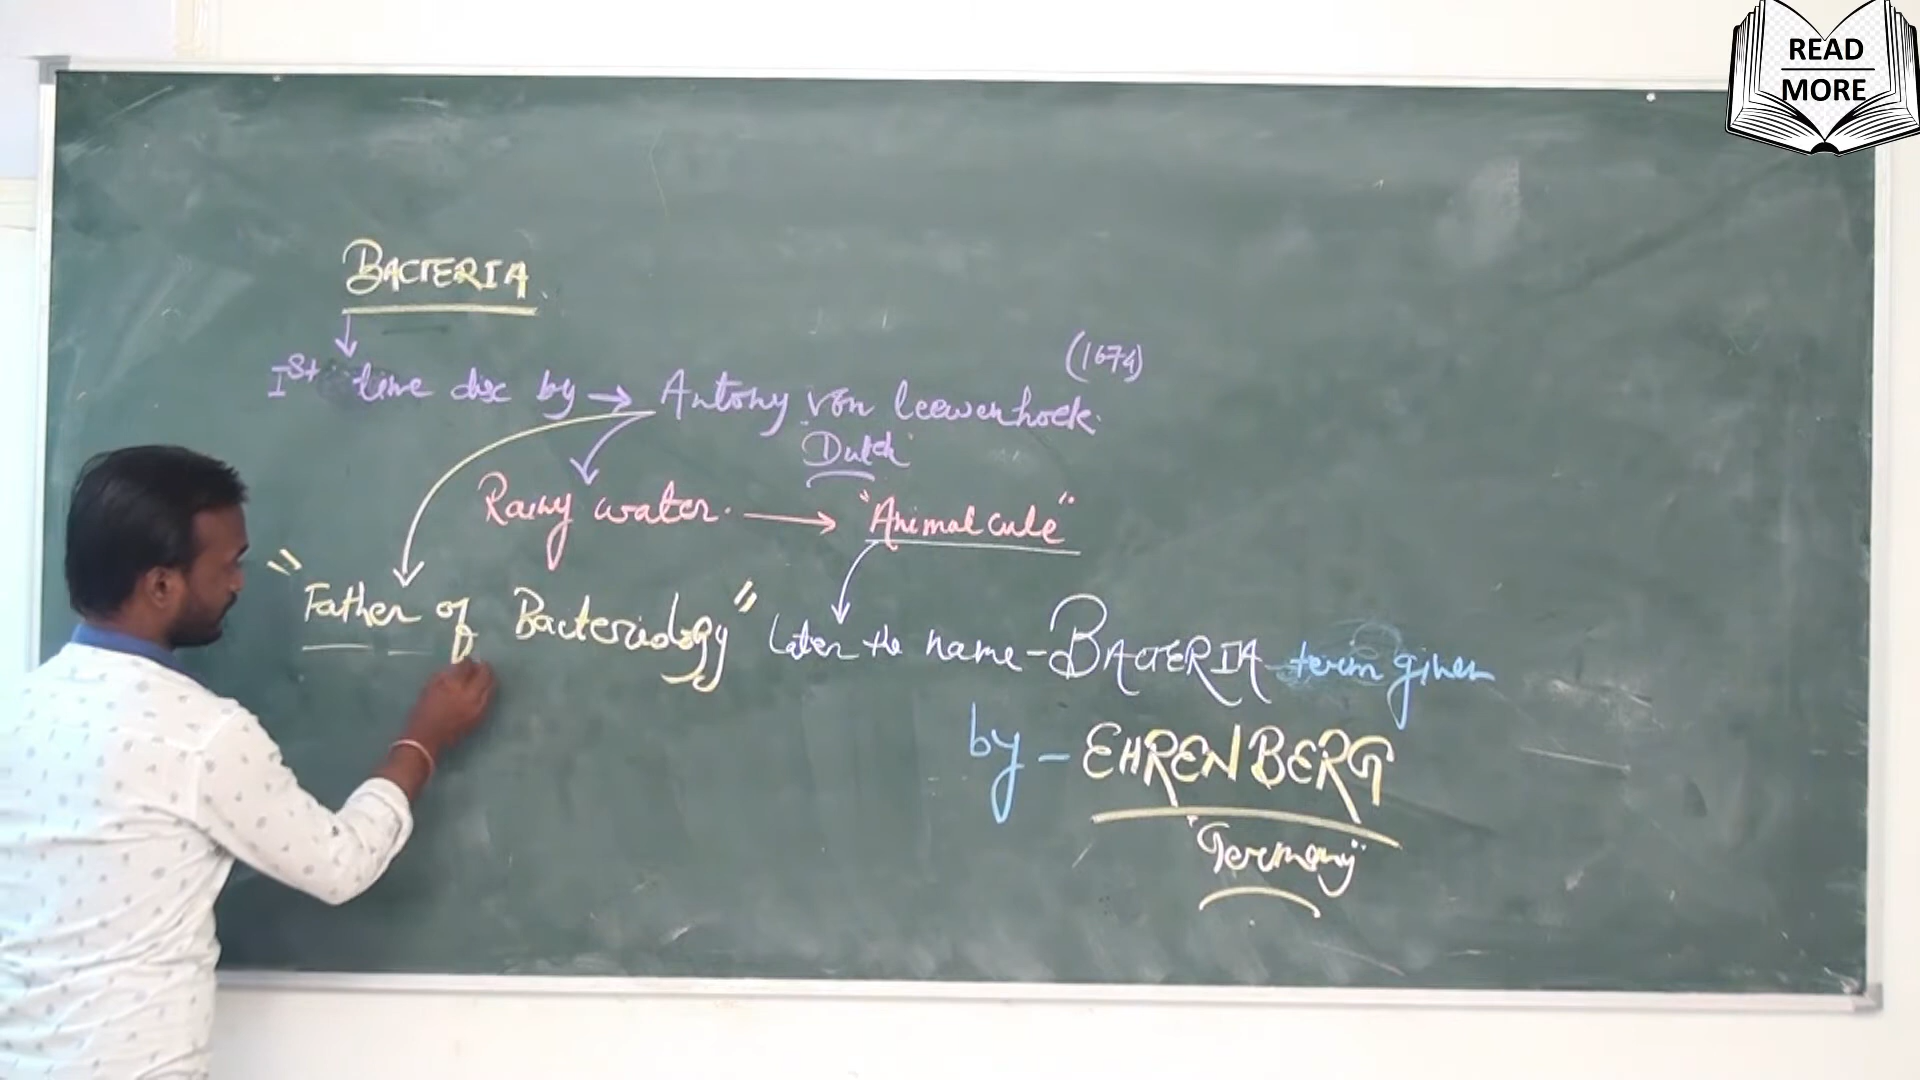 READ
MORE
BACTERIA
Ist time disc by → Antony von leewenhoek (1674)
Dutch
Rainy water. → "Animalcule"
"Father of Bacteriology"
Later the name - BACTERIA term given
by - EHRENBERG
"Germany"